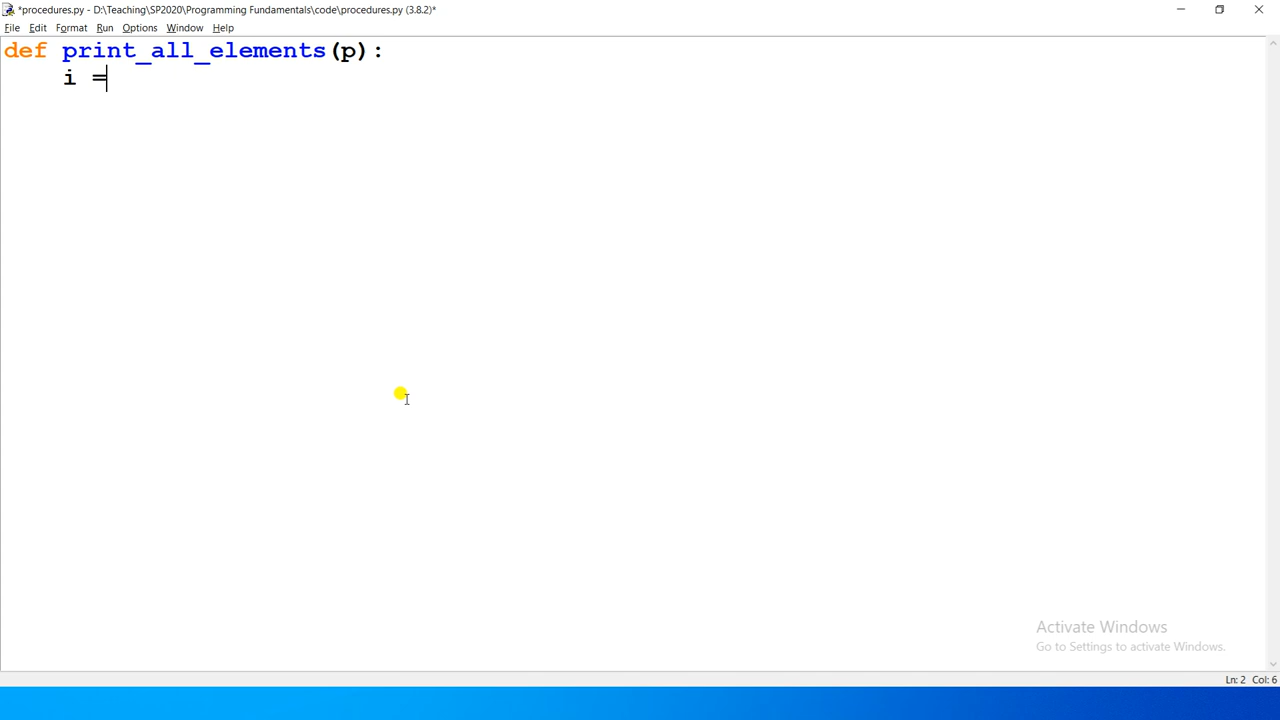 *procedures.py - D:\Teaching\SP2020\Programming Fundamentals\code\procedures.py (3.8.2)*
File Edit Format Run Options Window Help
def print_all_elements(p):
    i =
Activate Windows
Go to Settings to activate Windows.
Ln: 2 Col: 6